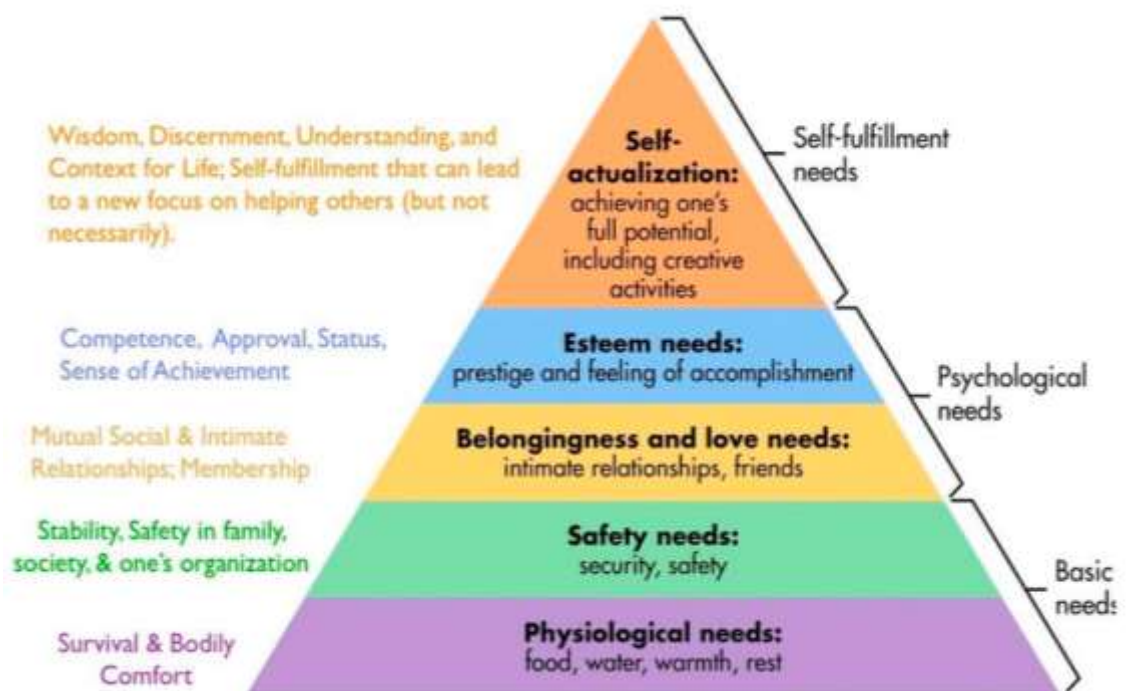 Wisdom, Discernment, Understanding, and
Context for Life; Self-fulfillment that can lead
to a new focus on helping others (but not
necessarily).
Self-
actualization:
achieving one's
full potential,
including creative
activities
Self-fulfillment
needs
Competence, Approval, Status,
Sense of Achievement
Esteem needs:
prestige and feeling of accomplishment
Psychological
needs
Mutual Social & Intimate
Relationships; Membership
Belongingness and love needs:
intimate relationships, friends
Stability, Safety in family,
society, & one's organization
Safety needs:
security, safety
Basic
needs
Survival & Bodily
Comfort
Physiological needs:
food, water, warmth, rest